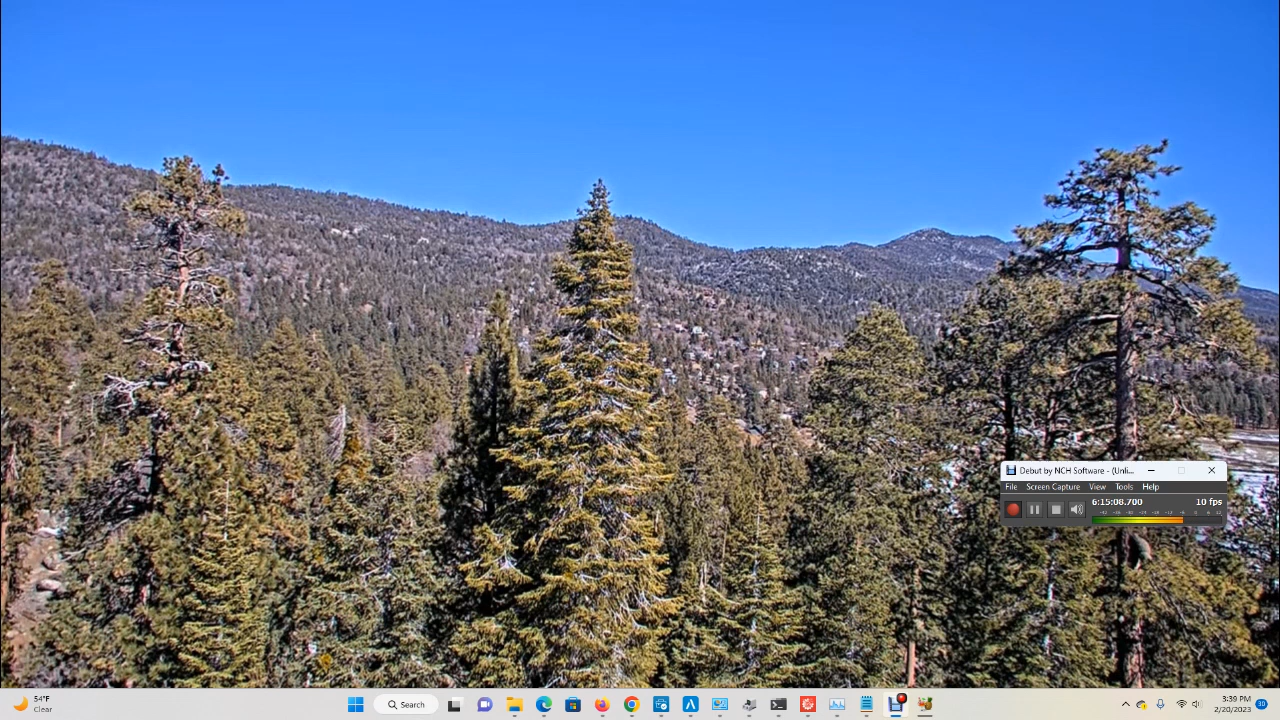 Debut by NCH Software - (Unli...
File Screen Capture View Tools Help
6:15:08.700 10 fps
54°F
Clear
Search
3:39 PM
2/20/2023